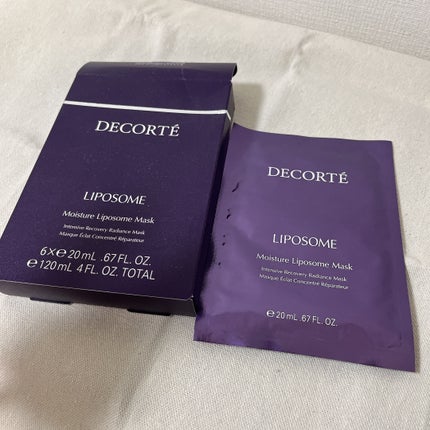 DECORTÉ
LIPOSOME
Moisture Liposome Mask
Intensive Recovery Radiance Mask
Masque Éclat Concentré Réparateur
6×℮20 mL .67 FL. OZ.
℮120 mL 4 FL. OZ. TOTAL
DECORTÉ
LIPOSOME
Moisture Liposome Mask
Intensive Recovery Radiance Mask
Masque Éclat Concentré Réparateur
℮20 mL .67 FL. OZ.